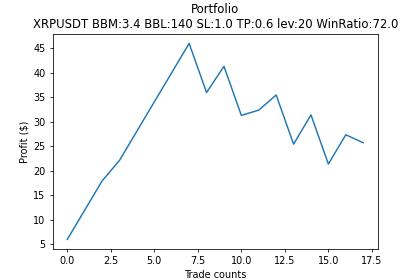 Portfolio
XRPUSDT BBM:3.4 BBL:140 SL:1.0 TP:0.6 lev:20 WinRatio:72.0
45
40
35
30
25
20
15
10
5
Profit ($)
0.0 2.5 5.0 7.5 10.0 12.5 15.0 17.5
Trade counts